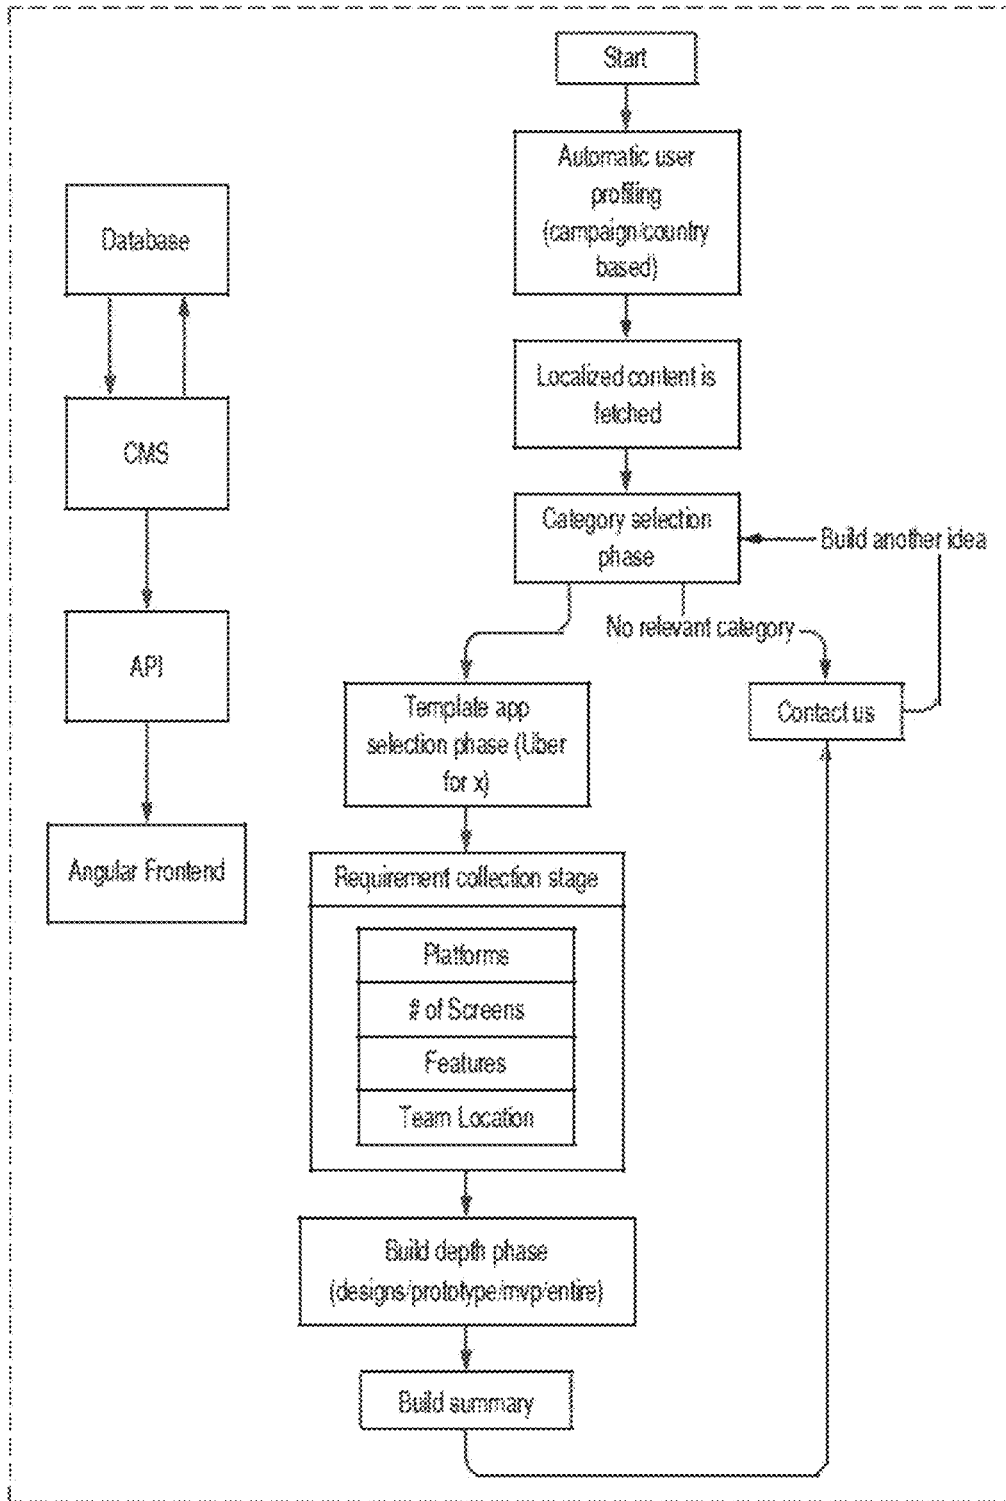 Start
Automatic user
profiling
(campaign/country
based)
Database
Localized content is
fetched
CMS
Category selection
phase
Build another idea
No relevant category
API
Template app
selection phase (Uber
for x)
Contact us
Angular Frontend
Requirement collection stage
Platforms
# of Screens
Features
Team Location
Build depth phase
(designs/prototype/mvp/entire)
Build summary